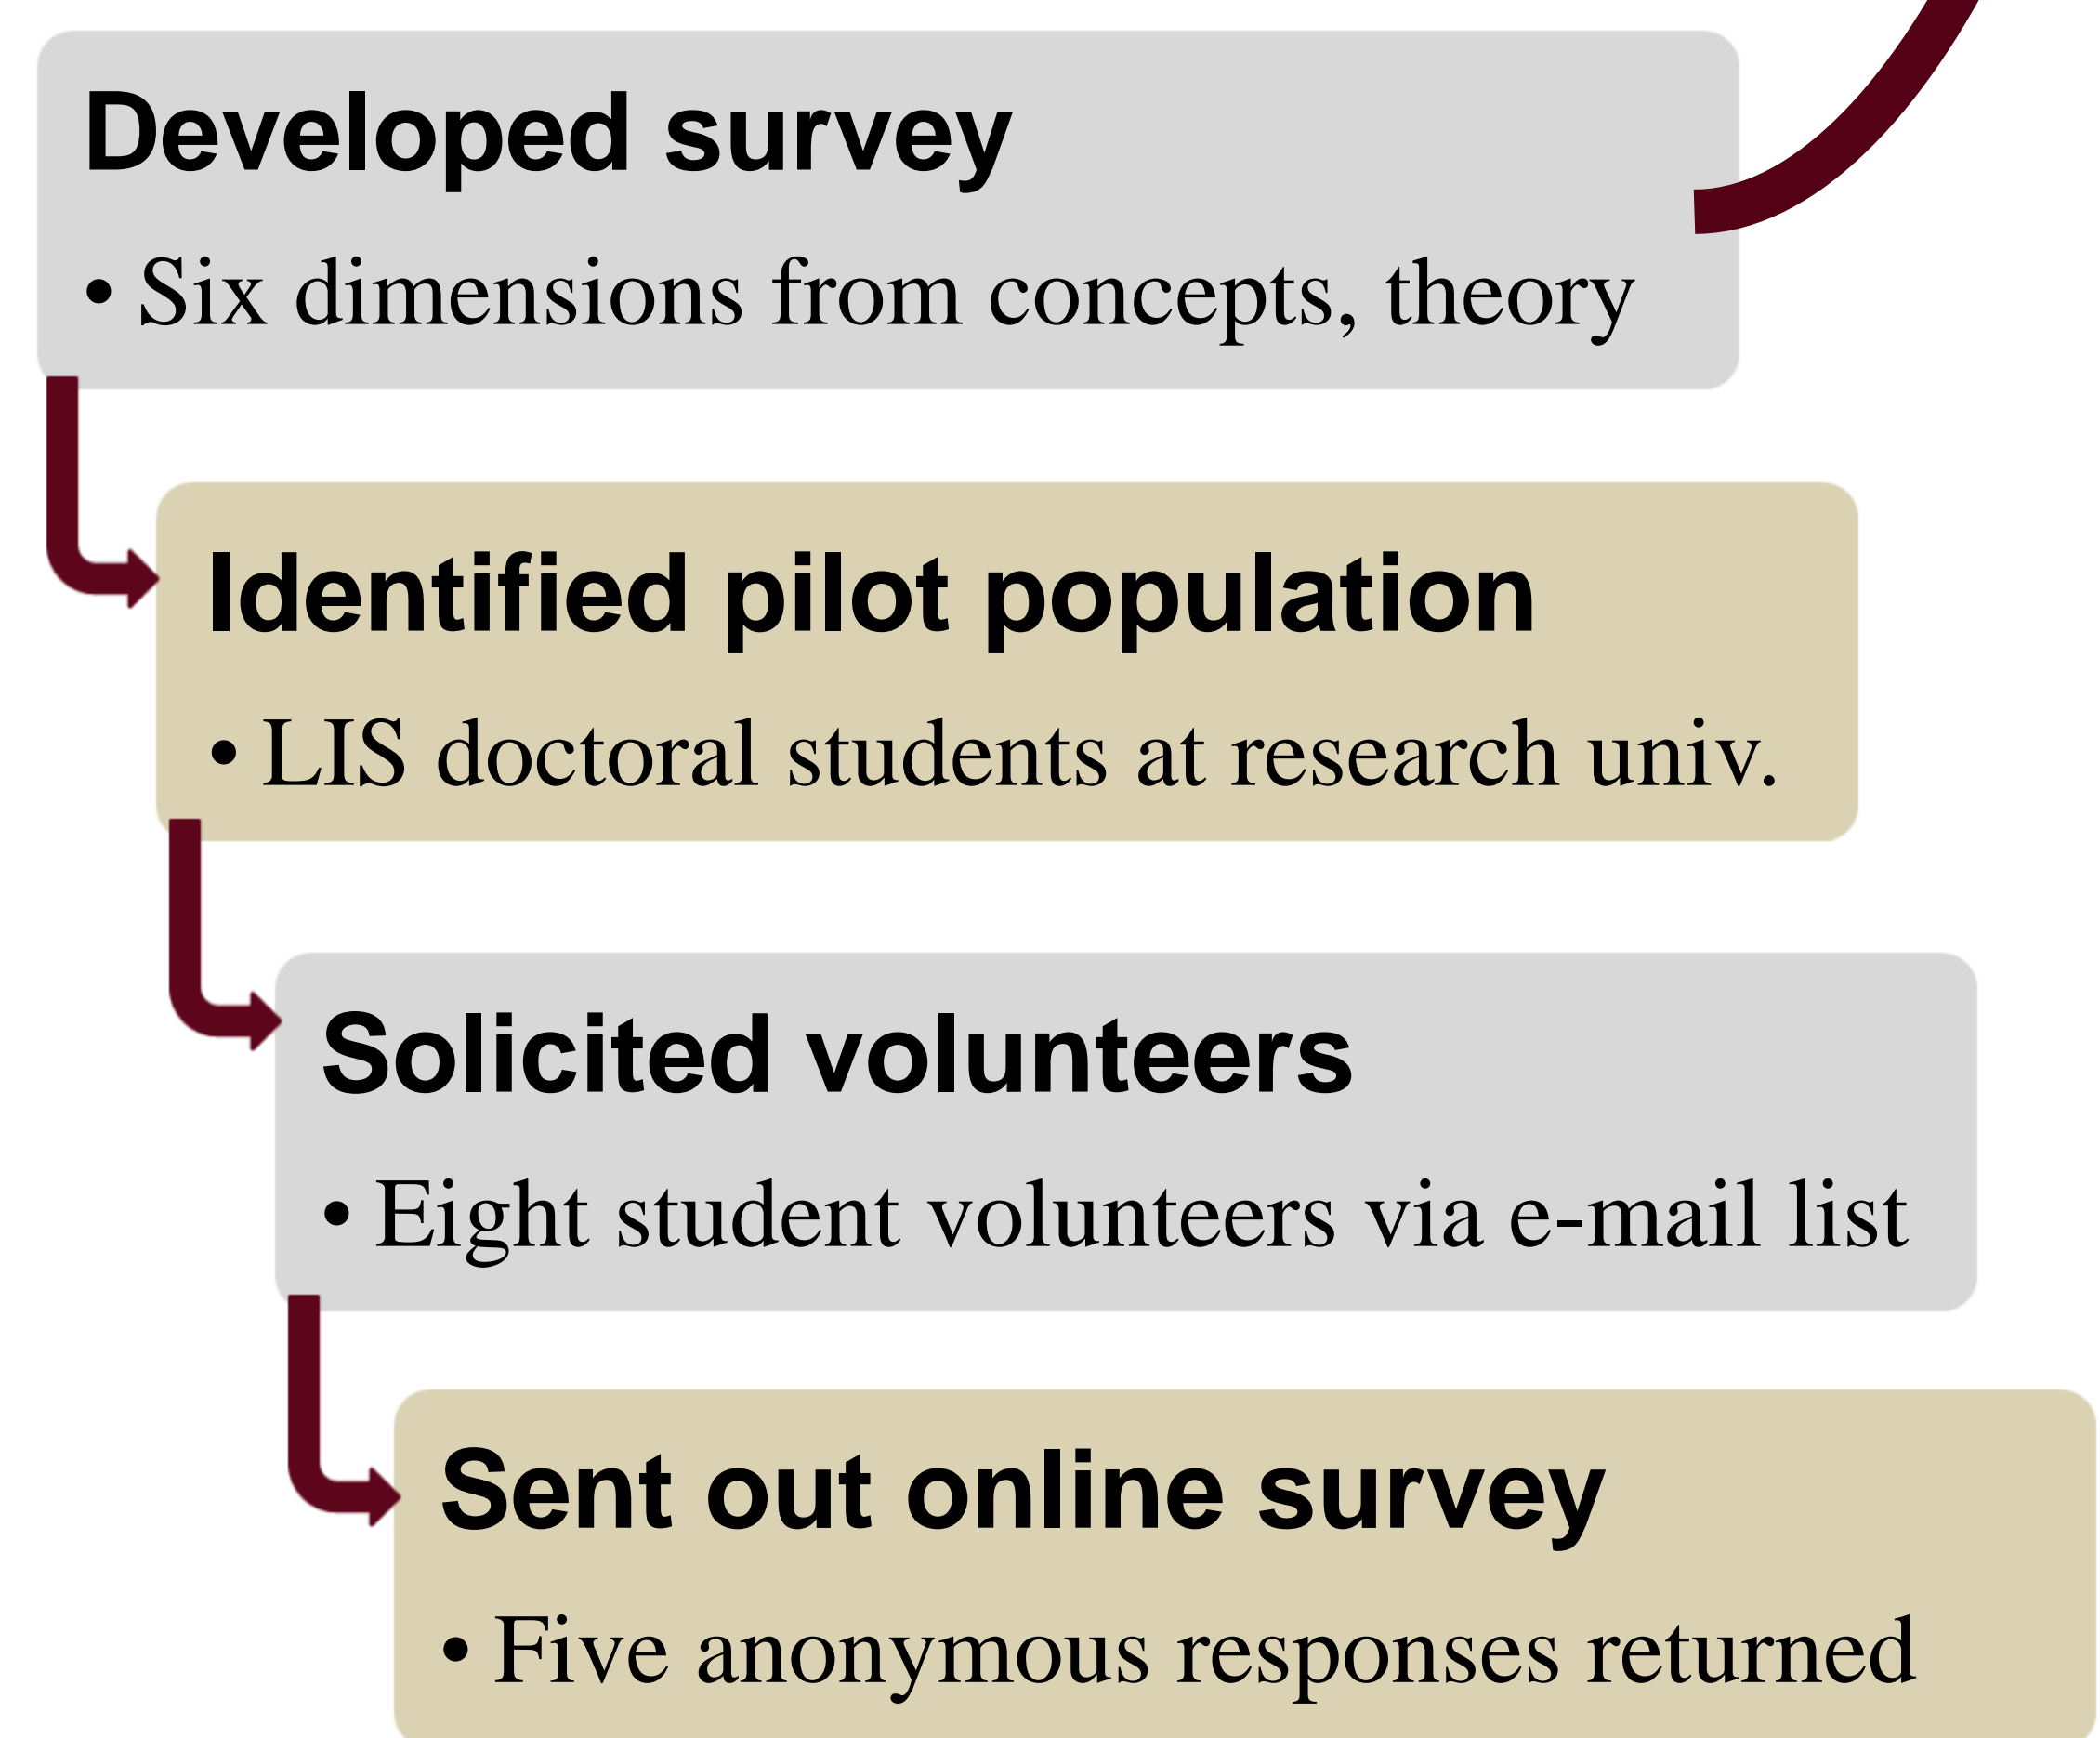 Developed survey
• Six dimensions from concepts, theory
Identified pilot population
• LIS doctoral students at research univ.
Solicited volunteers
• Eight student volunteers via e-mail list
Sent out online survey
• Five anonymous responses returned